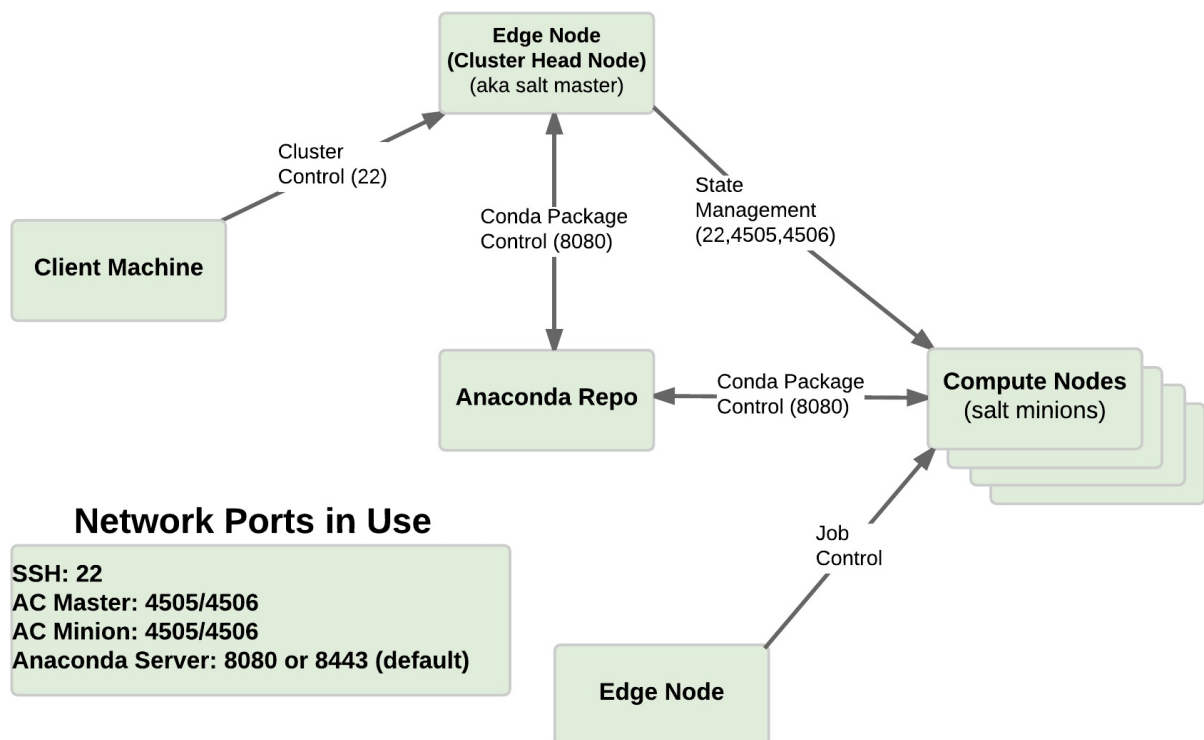 Edge Node
(Cluster Head Node)
(aka salt master)
Cluster
Control (22)
State
Management
(22,4505,4506)
Conda Package
Control (8080)
Client Machine
Anaconda Repo
Conda Package
Control (8080)
Compute Nodes
(salt minions)
Network Ports in Use
SSH: 22
AC Master: 4505/4506
AC Minion: 4505/4506
Anaconda Server: 8080 or 8443 (default)
Job
Control
Edge Node